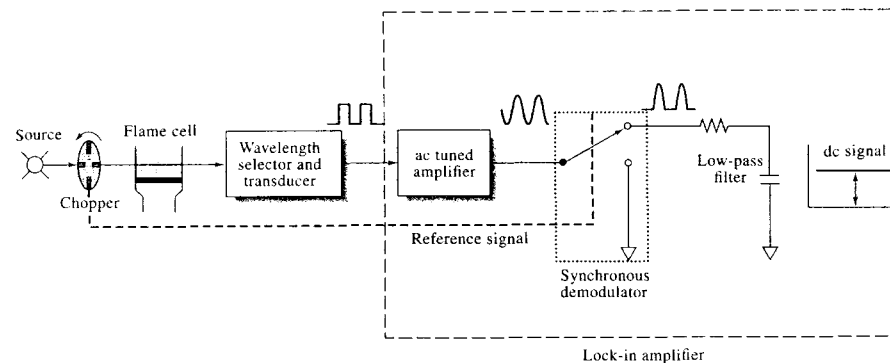 Source
Flame cell
Chopper
Wavelength
selector and
transducer
ac tuned
amplifier
Reference signal
Synchronous
demodulator
Low-pass
filter
dc signal
Lock-in amplifier